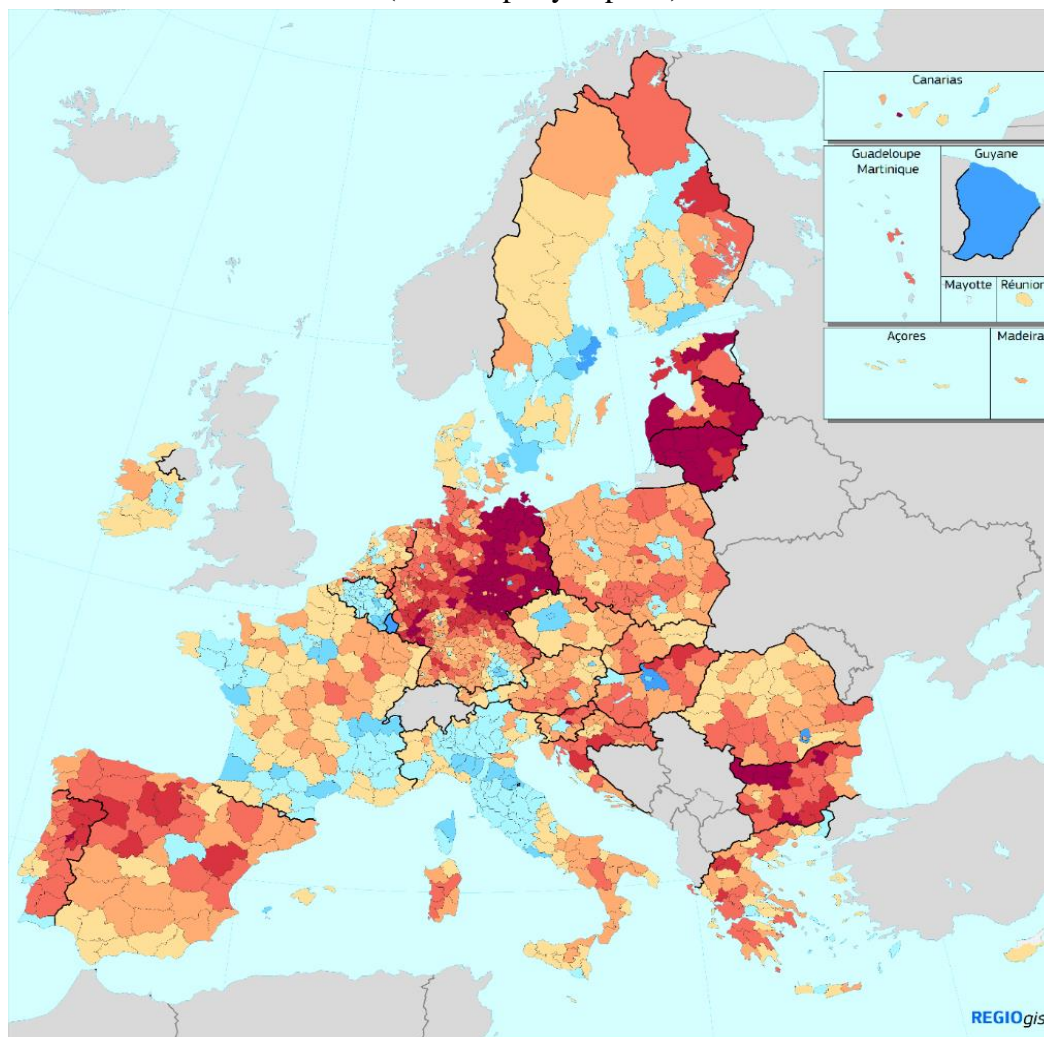 Canarias
Guadeloupe
Martinique
Guyane
Mayotte
Réunion
Açores
Madeira
REGIOgis